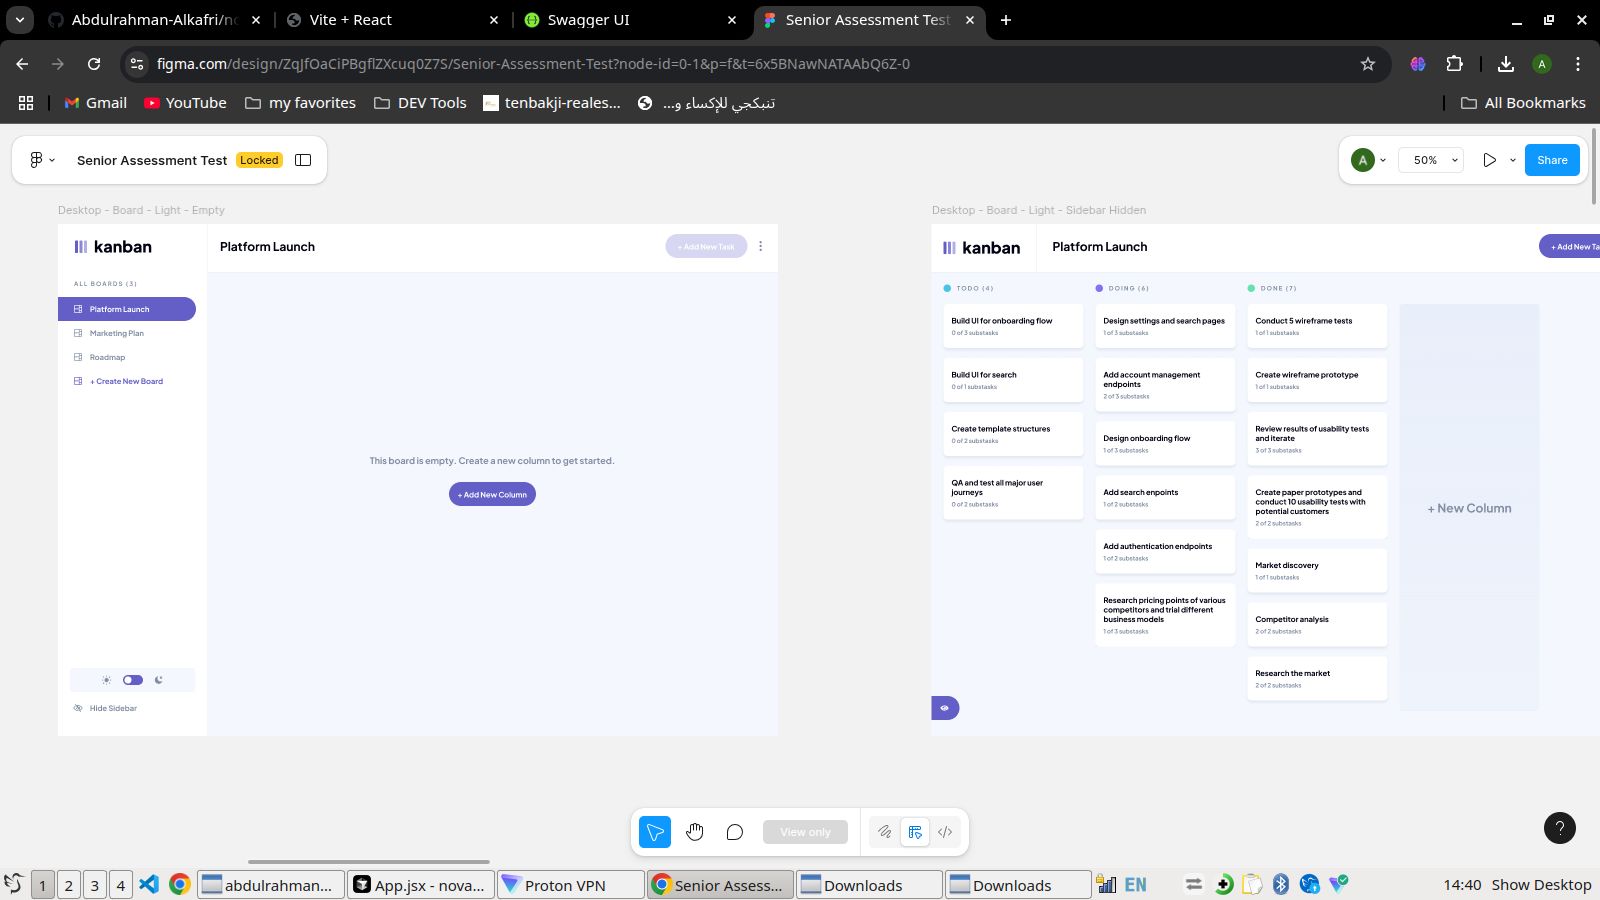 Abdulrahman-Alkafri/no
Vite + React
Swagger UI
Senior Assessment Test
figma.com/design/ZqJfOaCiPBgflZXcuq0Z7S/Senior-Assessment-Test?node-id=0-1&p=f&t=6x5BNawNATAAbQ6Z-0
A
Gmail
YouTube
my favorites
DEV Tools
tenbakji-reales...
تنبكجي للإكساء و...
All Bookmarks
Senior Assessment Test
Locked
A
50%
Share
Desktop - Board - Light - Empty
kanban
Platform Launch
+ Add New Task
ALL BOARDS (3)
Platform Launch
Marketing Plan
Roadmap
+ Create New Board
This board is empty. Create a new column to get started.
+ Add New Column
Hide Sidebar
Desktop - Board - Light - Sidebar Hidden
kanban
Platform Launch
+ Add New Ta
TODO (4)
Build UI for onboarding flow
0 of 3 substasks
Build UI for search
0 of 1 substasks
Create template structures
0 of 2 substasks
QA and test all major user
journeys
0 of 2 substasks
DOING (6)
Design settings and search pages
1 of 3 substasks
Add account management
endpoints
2 of 3 substasks
Design onboarding flow
1 of 3 substasks
Add search enpoints
1 of 2 substasks
Add authentication endpoints
1 of 2 substasks
Research pricing points of various
competitors and trial different
business models
1 of 3 substasks
DONE (7)
Conduct 5 wireframe tests
1 of 1 substasks
Create wireframe prototype
1 of 1 substasks
Review results of usability tests
and iterate
3 of 3 substasks
Create paper prototypes and
conduct 10 usability tests with
potential customers
2 of 2 substasks
Market discovery
1 of 1 substasks
Competitor analysis
2 of 2 substasks
Research the market
2 of 2 substasks
+ New Column
View only
?
1
2
3
4
abdulrahman...
App.jsx - nova...
Proton VPN
Senior Assess...
Downloads
Downloads
EN
14:40
Show Desktop